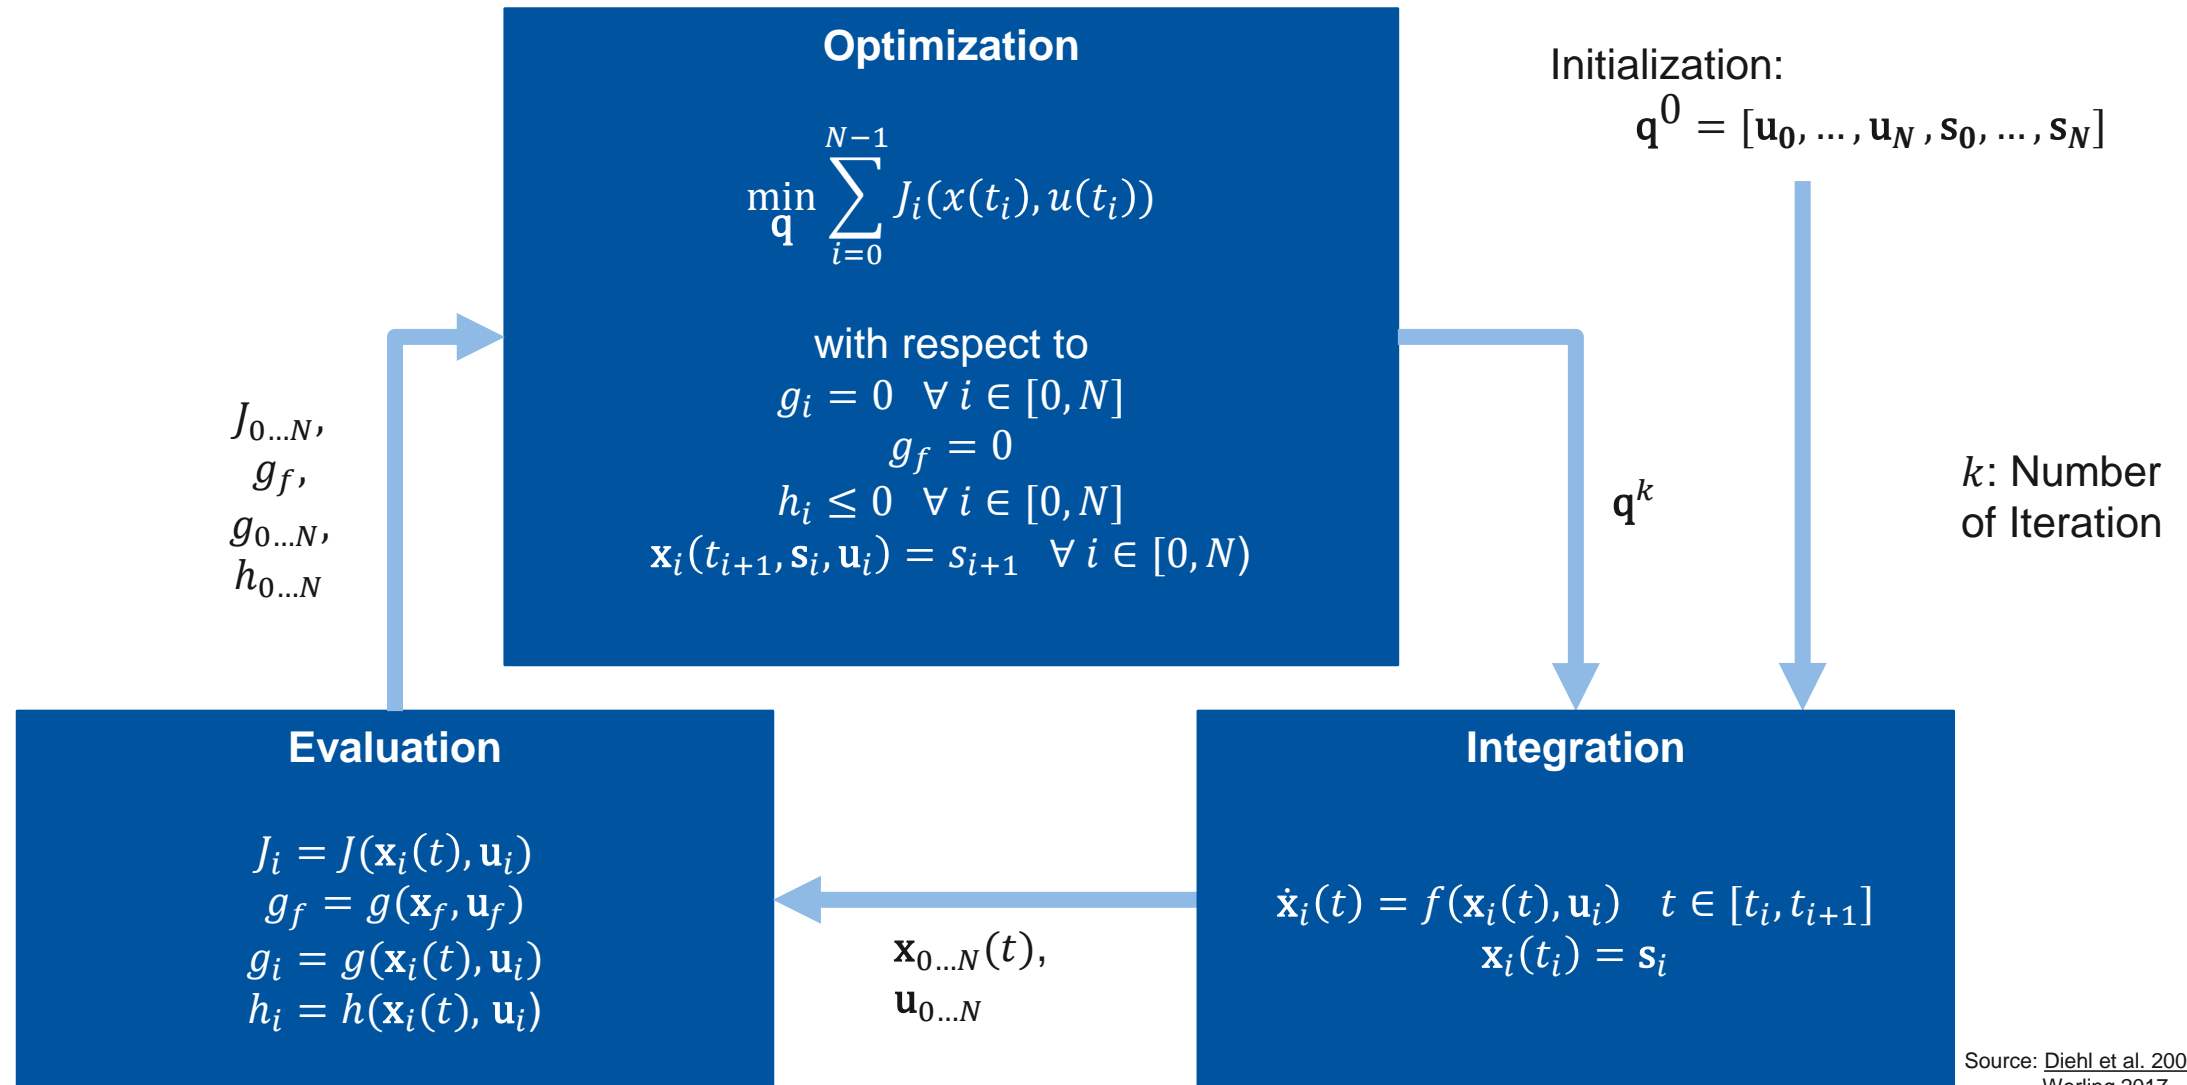 Optimization
min_𝐪 ∑_{i=0}^{N−1} J_i(x(t_i), u(t_i))
with respect to
g_i = 0 ∀ i ∈ [0, N]
g_f = 0
h_i ≤ 0 ∀ i ∈ [0, N]
𝐱_i(t_{i+1}, 𝐬_i, 𝐮_i) = s_{i+1} ∀ i ∈ [0, N)
Initialization:
𝐪^0 = [𝐮_0, … , 𝐮_N , 𝐬_0, … , 𝐬_N]
J_{0…N},
g_f,
g_{0…N},
h_{0…N}
𝐪^k
k: Number
of Iteration
Evaluation
J_i = J(𝐱_i(t), 𝐮_i)
g_f = g(𝐱_f, 𝐮_f)
g_i = g(𝐱_i(t), 𝐮_i)
h_i = h(𝐱_i(t), 𝐮_i)
𝐱_{0…N}(t),
𝐮_{0…N}
Integration
ẋ_i(t) = f(𝐱_i(t), 𝐮_i) t ∈ [t_i, t_{i+1}]
𝐱_i(t_i) = 𝐬_i
Source: Diehl et al. 200
Werling 2017